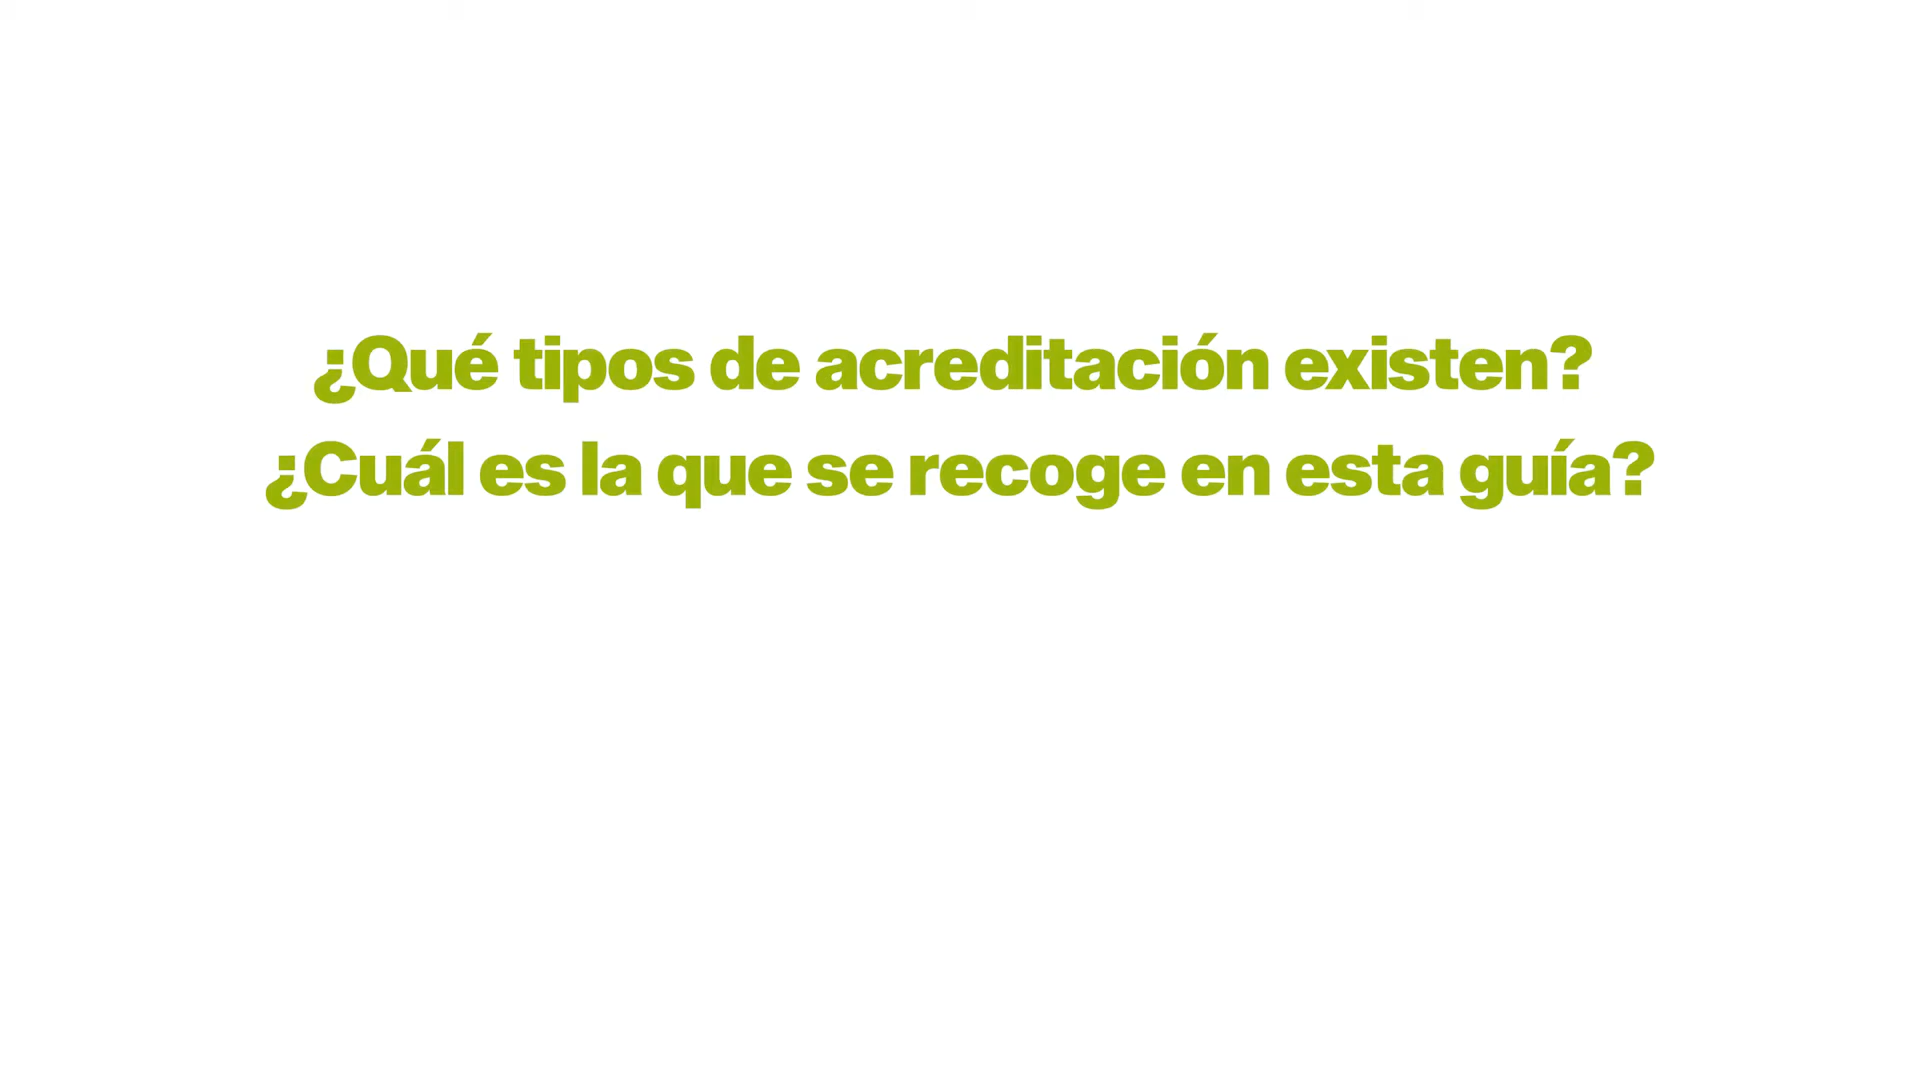 ¿Qué tipos de acreditación existen?
¿Cuál es la que se recoge en esta guía?